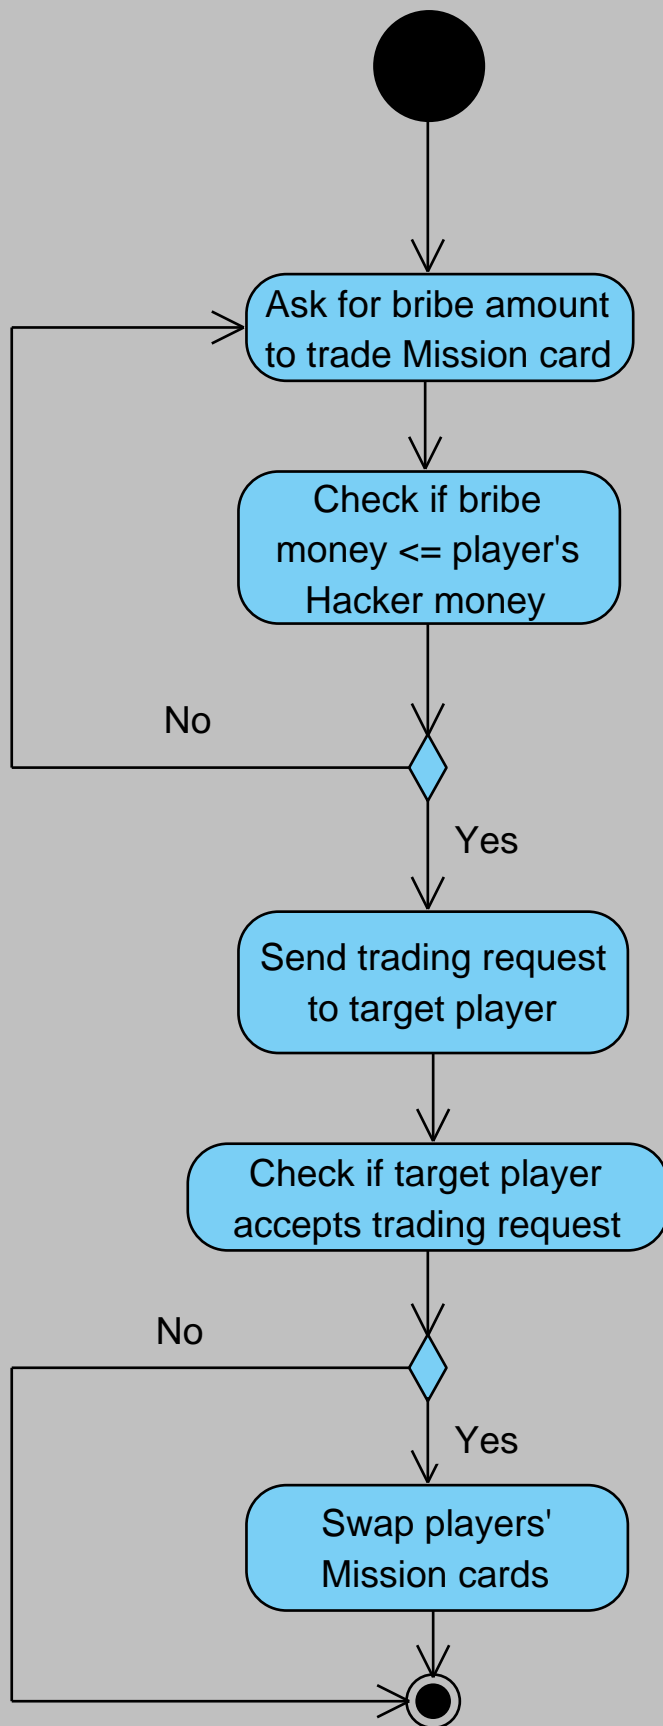 Ask for bribe amount
to trade Mission card
Check if bribe
money <= player's
Hacker money
No
Yes
Send trading request
to target player
Check if target player
accepts trading request
No
Yes
Swap players'
Mission cards